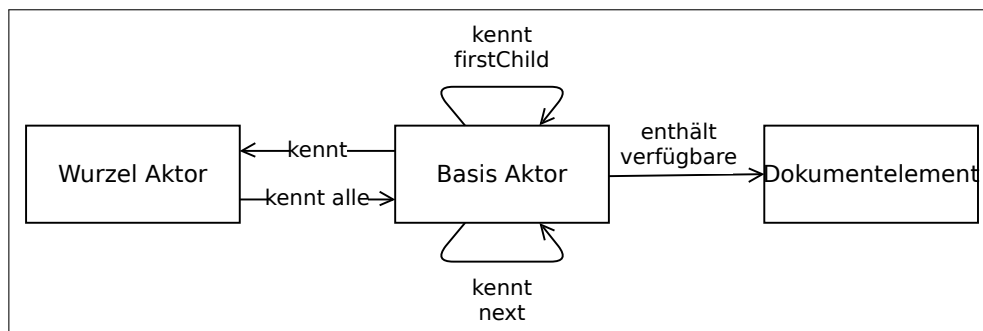 kennt
firstChild
Wurzel Aktor
kennt
kennt alle
Basis Aktor
enthält
verfügbare
Dokumentelement
kennt
next